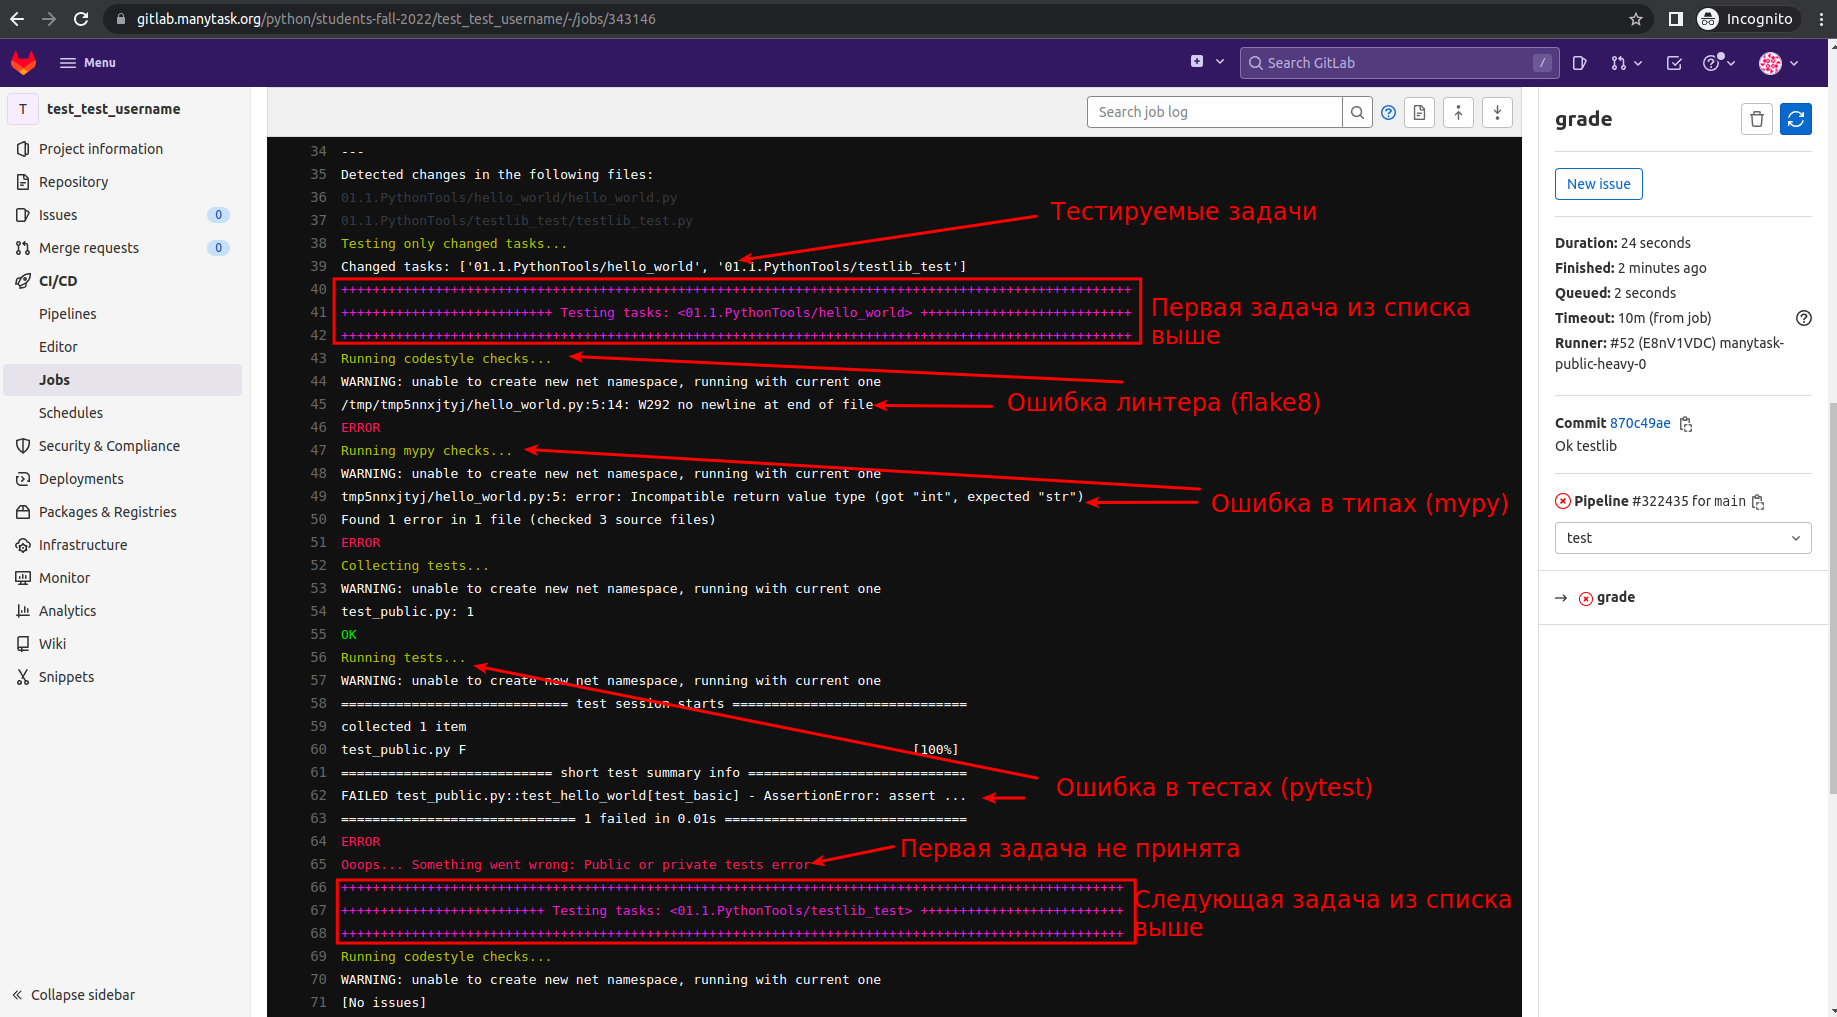 gitlab.manytask.org/python/students-fall-2022/test_test_username/-/jobs/343146
Incognito
Menu
Search GitLab
/
T
test_test_username
Project information
Repository
Issues 0
Merge requests 0
CI/CD
Pipelines
Editor
Jobs
Schedules
Security & Compliance
Deployments
Packages & Registries
Infrastructure
Monitor
Analytics
Wiki
Snippets
Collapse sidebar
Search job log
34 ---
35 Detected changes in the following files:
36 01.1.PythonTools/hello_world/hello_world.py
37 01.1.PythonTools/testlib_test/testlib_test.py
Тестируемые задачи
38 Testing only changed tasks...
39 Changed tasks: ['01.1.PythonTools/hello_world', '01.1.PythonTools/testlib_test']
40 +++++++++++++++++++++++++++++++++++++++++++++++++++++++++++++++++++++++++++++++++++++++++++++++++++++
41 +++++++++++++++++++++++++++ Testing tasks: <01.1.PythonTools/hello_world> +++++++++++++++++++++++++++
42 +++++++++++++++++++++++++++++++++++++++++++++++++++++++++++++++++++++++++++++++++++++++++++++++++++++
Первая задача из списка
выше
43 Running codestyle checks...
44 WARNING: unable to create new net namespace, running with current one
45 /tmp/tmp5nnxjtyj/hello_world.py:5:14: W292 no newline at end of file
Ошибка линтера (flake8)
46 ERROR
47 Running mypy checks...
48 WARNING: unable to create new net namespace, running with current one
49 tmp5nnxjtyj/hello_world.py:5: error: Incompatible return value type (got "int", expected "str")
Ошибка в типах (mypy)
50 Found 1 error in 1 file (checked 3 source files)
51 ERROR
52 Collecting tests...
53 WARNING: unable to create new net namespace, running with current one
54 test_public.py: 1
55 OK
56 Running tests...
57 WARNING: unable to create new net namespace, running with current one
58 ============================= test session starts ==============================
59 collected 1 item
60 test_public.py F [100%]
61 =========================== short test summary info ============================
62 FAILED test_public.py::test_hello_world[test_basic] - AssertionError: assert ...
Ошибка в тестах (pytest)
63 ============================== 1 failed in 0.01s ===============================
64 ERROR
65 Ooops... Something went wrong: Public or private tests error
Первая задача не принята
66 ++++++++++++++++++++++++++++++++++++++++++++++++++++++++++++++++++++++++++++++++++++++++++++++++++++
67 ++++++++++++++++++++++++++ Testing tasks: <01.1.PythonTools/testlib_test> ++++++++++++++++++++++++++
68 ++++++++++++++++++++++++++++++++++++++++++++++++++++++++++++++++++++++++++++++++++++++++++++++++++++
Следующая задача из списка
выше
69 Running codestyle checks...
70 WARNING: unable to create new net namespace, running with current one
71 [No issues]
grade
New issue
Duration: 24 seconds
Finished: 2 minutes ago
Queued: 2 seconds
Timeout: 10m (from job)
Runner: #52 (E8nV1VDC) manytask-
public-heavy-0
Commit 870c49ae
Ok testlib
Pipeline #322435 for main
test
grade